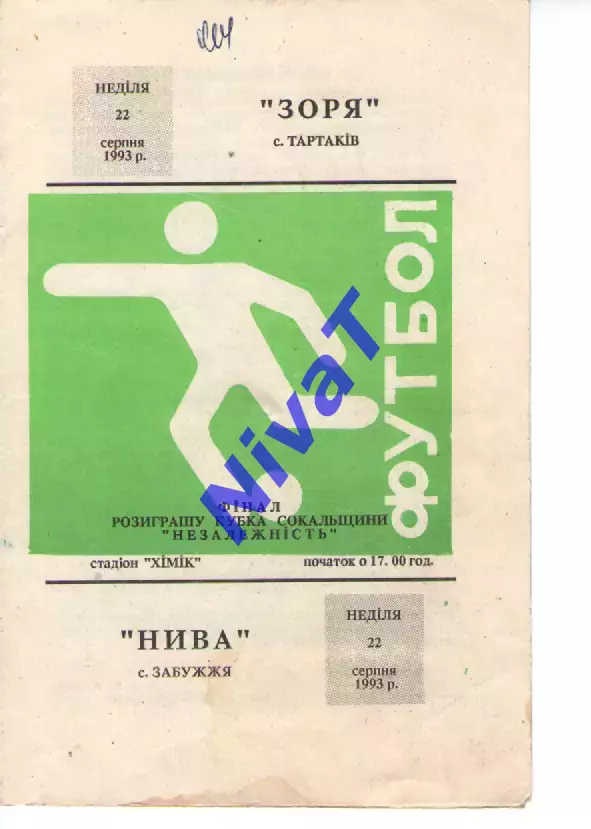 НЕДІЛЯ
22
серпня
1993 р.
"ЗОРЯ"
с. ТАРТАКІВ
ФУТБОЛ
NivaT
ФІНАЛ
РОЗИГРАШУ КУБКА СОКАЛЬЩИНИ
"НЕЗАЛЕЖНІСТЬ"
стадіон "ХІМІК"
початок о 17.00 год.
"НИВА"
с. ЗАБУЖЖЯ
НЕДІЛЯ
22
серпня
1993 р.